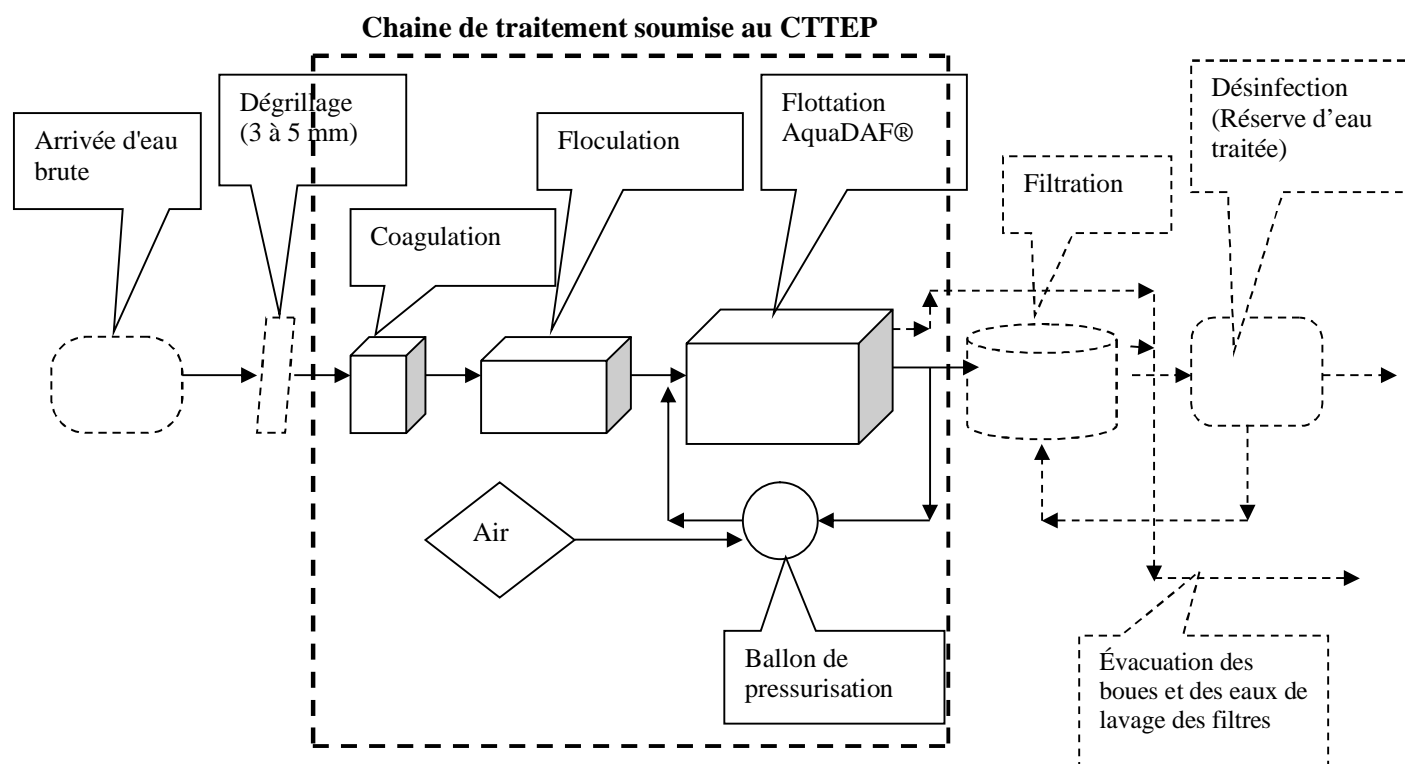 Chaine de traitement soumise au CTTEP
Arrivée d'eau
brute
Dégrillage
(3 à 5 mm)
Coagulation
Floculation
Flottation
AquaDAF®
Filtration
Désinfection
(Réserve d’eau
traitée)
Air
Ballon de
pressurisation
Évacuation des
boues et des eaux de
lavage des filtres